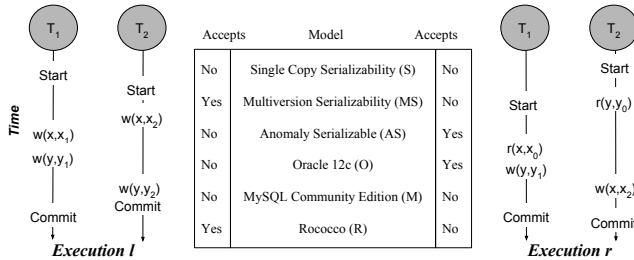 T1
T2
Accepts Model Accepts
T1
T2
Start
Start
w(x,x2)
w(x,x1)
w(y,y1)
w(y,y2)
Commit
Commit
Time
Execution l
No Single Copy Serializability (S) No
Yes Multiversion Serializability (MS) No
No Anomaly Serializable (AS) Yes
No Oracle 12c (O) Yes
No MySQL Community Edition (M) No
Yes Rococco (R) No
Start
Start
r(y,y0)
r(x,x0)
w(y,y1)
w(x,x2)
Commit
Commit
Execution r